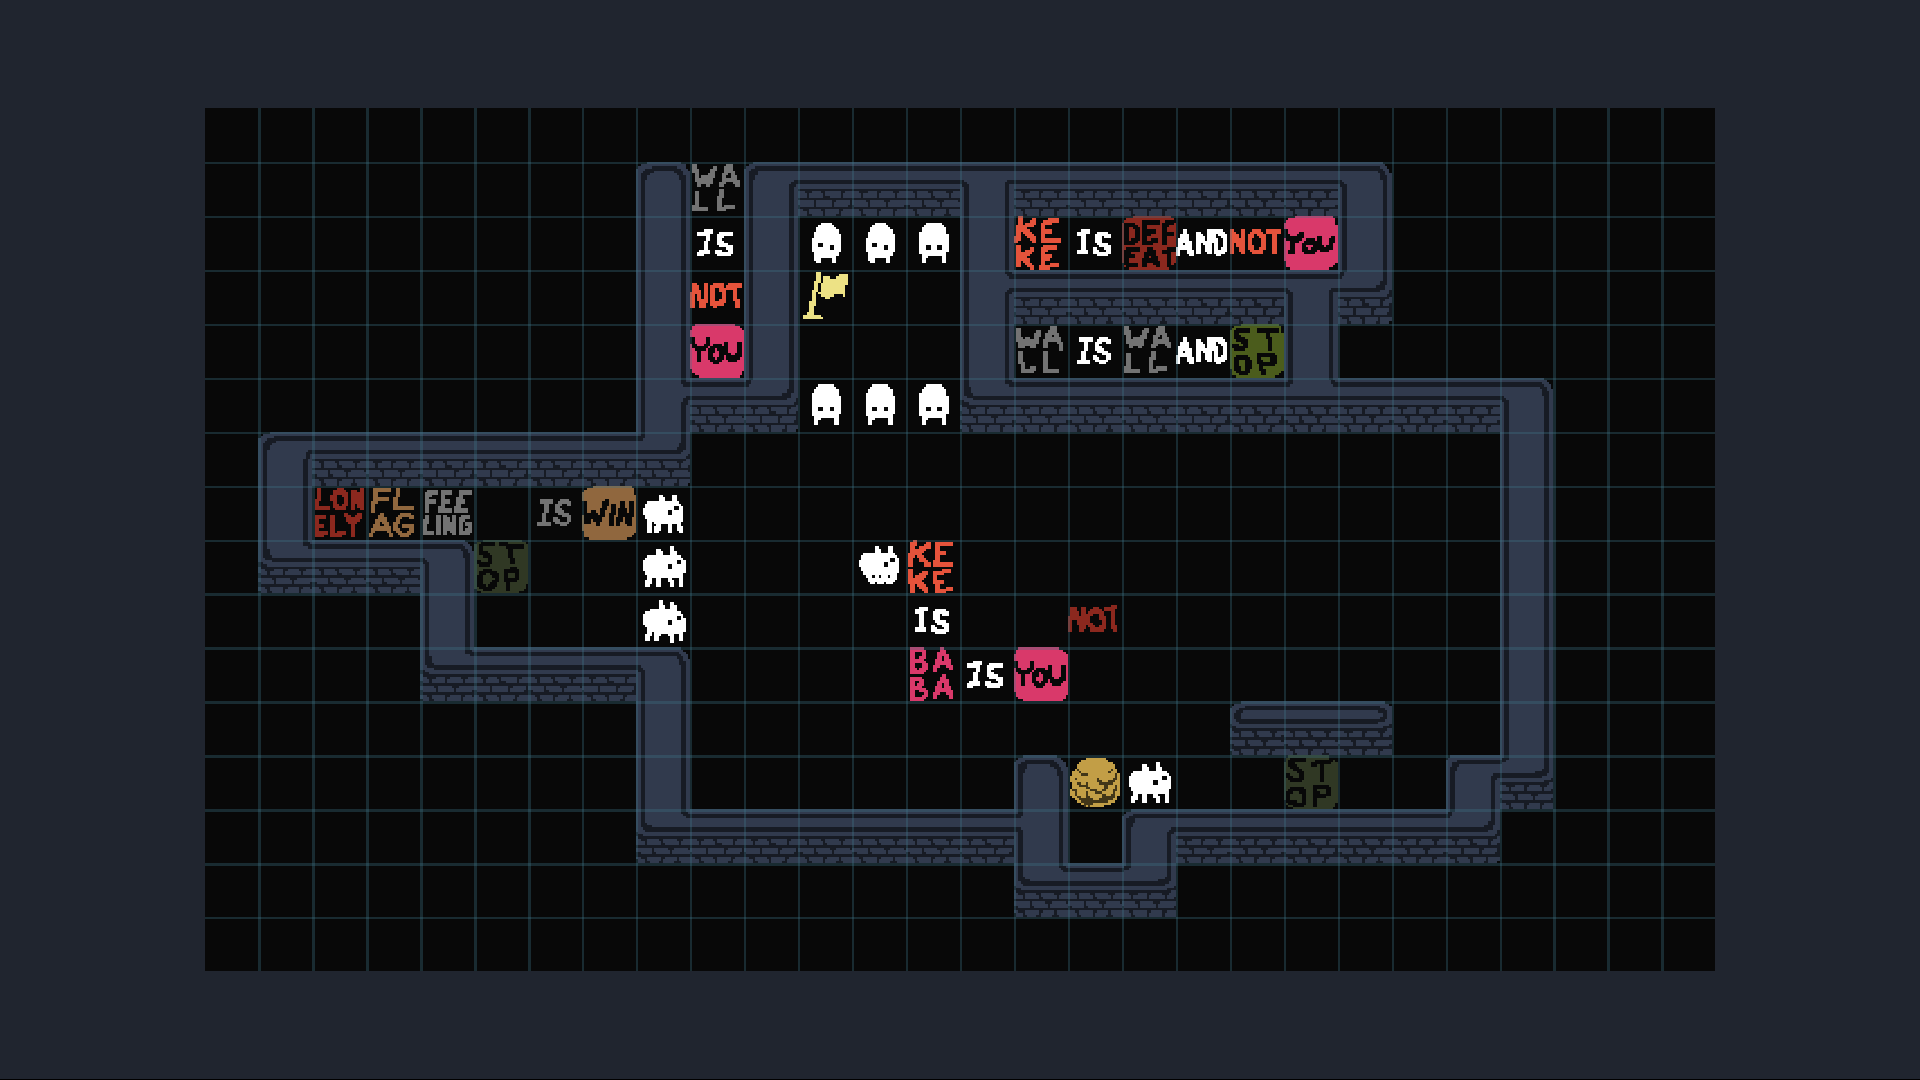 WALL
IS
NOT
YOU
KEKE IS DEFEAT AND NOT YOU
WALL IS WALL AND STOP
LONELY FLAG FEELING IS WIN
STOP
KEKE
IS
NOT
BABA IS YOU
STOP